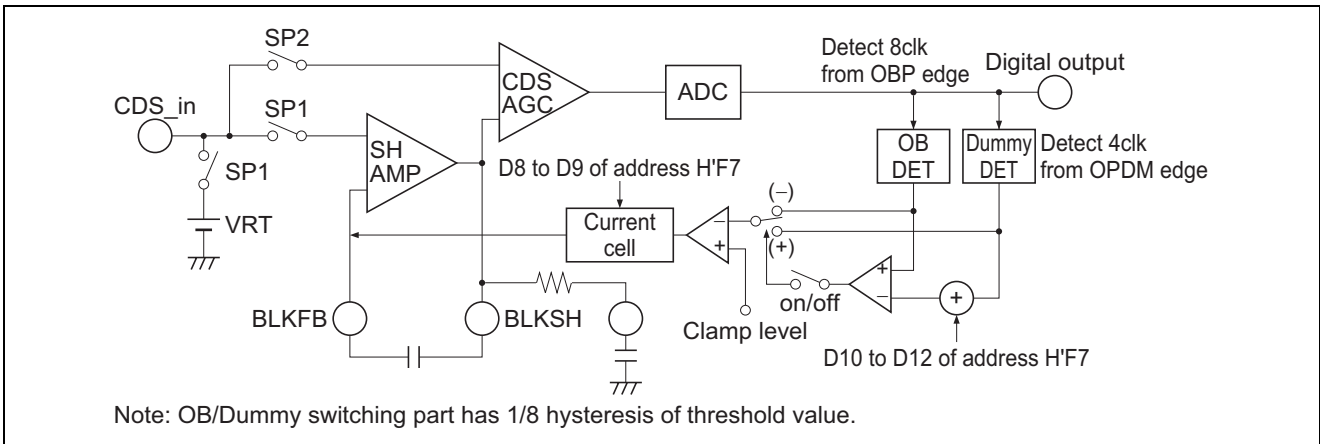 SP2
Detect 8clk
from OBP edge
Digital output
CDS_in
SP1
CDS
AGC
ADC
SP1
SH
AMP
OB
DET
Dummy
DET
Detect 4clk
from OPDM edge
D8 to D9 of address H'F7
VRT
Current
cell
(−)
−
+
(+)
+
−
on/off
+
BLKFB
BLKSH
Clamp level
D10 to D12 of address H'F7
Note: OB/Dummy switching part has 1/8 hysteresis of threshold value.